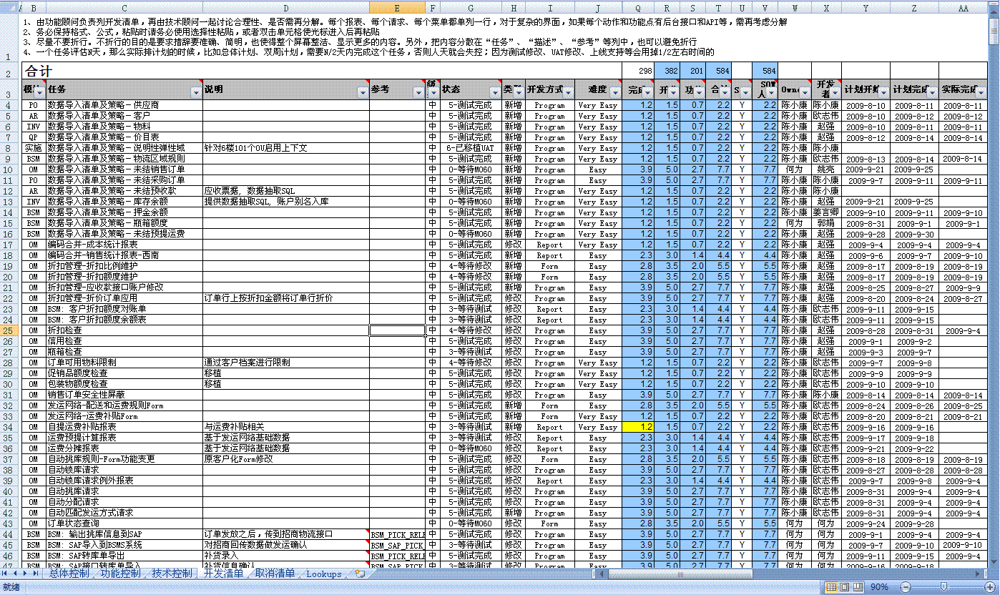 B C D E F G H I J Q R S T U V W X Y Z AA
1、由功能顾问负责列开发清单，再由技术顾问一起讨论合理性、是否需再分解。每个报表、每个请求、每个菜单都单列一行，对于复杂的界面，如果每个动作和功能点有后台接口和API等，需再考虑分解
2、务必保持格式、公式，粘贴时请务必使用选择性粘贴，或者双击单元格使光标进入后再粘贴
3、尽量不要折行。不折行的目的是要求措辞要准确、简明，也使得整个屏幕整洁、显示更多的内容。另外，把内容分散在“任务”、“描述”、“参考”等列中，也可以避免折行
1 4、一个任务评估N天，那么实际排计划的时候，比如总体计划、双周计划，需要N/2天内完成这个任务，否则人天就会失控；因为测试修改、UAT修改、上线支持等会用掉1/2左右时间的
2 合计 298 382 201 584 584
3 任务 说明 参考 状态 开发方式 难度 SOW人 开发者
4 PO 数据导入清单及策略－供应商 中 5-测试完成 新增 Program Very Easy 1.2 1.5 0.7 2.2 Y 2.2 陈小康 陈小康 2009-8-10 2009-8-11 2009-8-11
5 AR 数据导入清单及策略－客户 中 5-测试完成 新增 Program Very Easy 1.2 1.5 0.7 2.2 Y 2.2 陈小康 欧志伟 2009-8-10 2009-8-12 2009-8-12
6 INV 数据导入清单及策略－物料 中 5-测试完成 新增 Program Very Easy 1.2 1.5 0.7 2.2 Y 2.2 陈小康 赵强 2009-8-10 2009-8-11 2009-8-11
7 QP 数据导入清单及策略－价目表 中 5-测试完成 新增 Program Very Easy 1.2 1.5 0.7 2.2 Y 2.2 陈小康 赵强 2009-8-12 2009-8-14 2009-8-14
8 实施 数据导入清单及策略－说明性弹性域 针对6楼101个OU启用上下文 中 6-已移植UAT 新增 Program Very Easy 1.2 1.5 0.7 2.2 Y 2.2 陈小康 陈小康
9 BSM 数据导入清单及策略－物流区域规则 中 5-测试完成 新增 Program Very Easy 1.2 1.5 0.7 2.2 Y 2.2 陈小康 欧志伟 2009-8-13 2009-8-14 2009-8-14
10 OM 数据导入清单及策略－未结销售订单 中 0-等待MO60 新增 Program Easy 3.9 5.0 2.7 7.7 Y 7.7 何为 姚亮 2009-9-21 2009-9-25
11 PO 数据导入清单及策略－未结采购订单 中 5-测试完成 新增 Program Easy 3.9 5.0 2.7 7.7 Y 7.7 陈小康 陈小康 2009-9-7 2009-9-11 2009-9-11
12 AR 数据导入清单及策略－未结预收款 应收票据, 数据抽取SQL 中 5-测试完成 新增 Program Very Easy 1.2 1.5 0.7 2.2 Y 2.2 陈小康 陈小康
13 INV 数据导入清单及策略－库存余额 提供数据抽取SQL, 账户别名入库 中 0-等待MO60 新增 Program Very Easy 1.2 1.5 0.7 2.2 Y 2.2 陈小康 赵强 2009-9-21 2009-9-25
14 BSM 数据导入清单及策略－押金余额 中 5-测试完成 新增 Program Very Easy 1.2 1.5 0.7 2.2 Y 2.2 陈小康 姜言卿 2009-9-10 2009-9-11 2009-9-10
15 BSM 数据导入清单及策略－瓶箱额度 中 5-测试完成 新增 Program Very Easy 1.2 1.5 0.7 2.2 Y 2.2 何为 郭娟 2009-8-31 2009-9-1 2009-9-1
16 BSM 数据导入清单及策略－未结预提运费 中 0-等待MO60 新增 Program Very Easy 1.2 1.5 0.7 2.2 Y 2.2 陈小康 赵强 2009-9-28 2009-9-30
17 OM 编码合并-成本统计报表 中 5-测试完成 修改 Report Very Easy 1.2 1.5 0.7 2.2 Y 2.2 陈小康 赵强 2009-9-4 2009-9-4 2009-9-4
18 OM 编码合并-销售统计报表-西南 中 5-测试完成 新增 Report Easy 2.3 3.0 1.4 4.4 Y 4.4 陈小康 赵强 2009-9-6 2009-9-7 2009-9-10
19 OM 折扣管理-折扣比例维护 中 4-等待修改 新增 Form Easy 2.8 3.5 2.0 5.5 Y 5.5 陈小康 赵强 2009-8-17 2009-8-19 2009-8-19
20 OM 折扣管理-折扣额度维护 中 4-等待修改 新增 Form Easy 2.8 3.5 2.0 5.5 Y 5.5 陈小康 赵强 2009-8-17 2009-8-19 2009-8-19
21 OM 折扣管理-应收款接口账户修改 中 5-测试完成 新增 Program Easy 3.9 5.0 2.7 7.7 Y 7.7 陈小康 赵强 2009-8-25 2009-8-27 2009-9-9
22 OM 折扣管理-折价订单应用 订单行上按折扣金额将订单行折价 中 5-测试完成 修改 Program Easy 3.9 5.0 2.7 7.7 Y 7.7 陈小康 赵强 2009-8-20 2009-8-24 2009-8-27
23 OM BSM: 客户折扣额度对账单 中 3-等待测试 修改 Report Easy 2.3 3.0 1.4 4.4 Y 4.4 陈小康 欧志伟 2009-9-11 2009-9-15
24 OM BSM: 客户折扣额度余额表 中 3-等待测试 修改 Report Easy 2.3 3.0 1.4 4.4 Y 4.4 陈小康 欧志伟 2009-9-11 2009-9-15
25 OM 折扣检查 中 4-等待修改 修改 Program Easy 3.9 5.0 2.7 7.7 Y 7.7 陈小康 赵强 2009-8-28 2009-8-31 2009-9-4
26 OM 信用检查 中 5-测试完成 修改 Program Easy 3.9 5.0 2.7 7.7 Y 7.7 陈小康 赵强 2009-9-1 2009-9-2
27 OM 瓶箱检查 中 3-等待测试 修改 Program Easy 3.9 5.0 2.7 7.7 Y 7.7 陈小康 赵强 2009-9-3 2009-9-7
28 OM 订单可用物料限制 通过客户档案进行限制 中 4-等待修改 修改 Program Very Easy 1.2 1.5 0.7 2.2 Y 2.2 陈小康 欧志伟 2009-9-7 2009-9-8
29 OM 促销品额度检查 移植 中 5-测试完成 修改 Program Very Easy 1.2 1.5 0.7 2.2 Y 2.2 陈小康 欧志伟 2009-9-9 2009-9-9
30 OM 包装物额度检查 移植 中 5-测试完成 修改 Program Very Easy 1.2 1.5 0.7 2.2 Y 2.2 陈小康 欧志伟 2009-9-10 2009-9-10
31 OM 销售订单安全性屏蔽 中 5-测试完成 修改 Program Easy 3.9 5.0 2.7 7.7 Y 7.7 陈小康 陈小康 2009-8-14 2009-8-14 2009-8-14
32 OM 发运网络-配送和运费规则Form 中 5-测试完成 修改 Form Easy 2.8 3.5 2.0 5.5 Y 5.5 陈小康 欧志伟 2009-8-24 2009-8-26 2009-8-25
33 OM 发运网络-运费补贴Form 中 5-测试完成 新增 Form Very Easy 1.2 1.5 0.7 2.2 Y 2.2 陈小康 欧志伟 2009-8-20 2009-8-21 2009-8-21
34 OM 自提运费补贴报表 与运费补贴相关 中 3-等待测试 新增 Report Very Easy 1.2 1.5 0.7 2.2 Y 2.2 陈小康 欧志伟 2009-9-16 2009-9-16
35 OM 运费预提计算报表 基于发运网络基础数据 中 3-等待测试 修改 Report Easy 2.3 3.0 1.4 4.4 Y 4.4 陈小康 欧志伟 2009-9-17 2009-9-18
36 OM 运费分摊报表 基于发运网络基础数据 中 0-等待MO60 修改 Report Easy 2.3 3.0 1.4 4.4 Y 4.4 陈小康 欧志伟 2009-9-21 2009-9-22
37 OM 自动挑库规则-Form功能变更 原客户化Form修改 中 5-测试完成 修改 Form Easy 2.8 3.5 2.0 5.5 Y 5.5 陈小康 欧志伟 2009-8-18 2009-8-19 2009-8-19
38 OM 自动锁库请求 中 5-测试完成 修改 Program Easy 3.9 5.0 2.7 7.7 Y 7.7 陈小康 欧志伟 2009-8-27 2009-8-28 2009-8-28
39 OM 自动锁库请求例外报表 中 5-测试完成 修改 Report Easy 2.3 3.0 1.4 4.4 Y 4.4 陈小康 欧志伟 2009-9-7 2009-9-8 2009-9-4
40 OM 自动挑库请求 中 5-测试完成 修改 Program Easy 3.9 5.0 2.7 7.7 Y 7.7 陈小康 欧志伟 2009-8-31 2009-9-4 2009-9-4
41 OM 自动分配请求 中 5-测试完成 修改 Program Easy 3.9 5.0 2.7 7.7 Y 7.7 陈小康 欧志伟 2009-8-31 2009-9-4 2009-9-4
42 OM 自动匹配发运方式请求 中 5-测试完成 新增 Program Easy 3.9 5.0 2.7 7.7 Y 7.7 陈小康 欧志伟 2009-8-31 2009-9-4 2009-9-4
43 OM 订单状态查询 中 0-等待MO60 修改 Form Easy 2.8 3.5 2.0 5.5 Y 5.5 何为 何为 2009-9-24 2009-9-28
44 BSM BSM: 输出挑库信息到SAP 订单发放之后，传到招商物流接口 BSM_PICK_RELE 中 5-测试完成 修改 Program Easy 3.9 5.0 2.7 7.7 Y 7.7 何为 何为 2009-9-1 2009-9-4 2009-9-4
45 BSM BSM: SAP导入到BSMS系统 对招商回传数据做发运确认 BSM_SAP_PICK_ 中 3-等待测试 修改 Program Easy 3.9 5.0 2.7 7.7 Y 7.7 何为 何为 2009-9-7 2009-9-10 2009-9-10
46 BSM BSM: SAP转库单导出 补货录入 BSM_PICK_RELE 中 5-测试完成 修改 Program Easy 3.9 5.0 2.7 7.7 Y 7.7 何为 何为 2009-9-11 2009-9-15 2009-9-4
总体控制 功能控制 技术控制 开发清单 取消清单 Lookups
就绪 90%